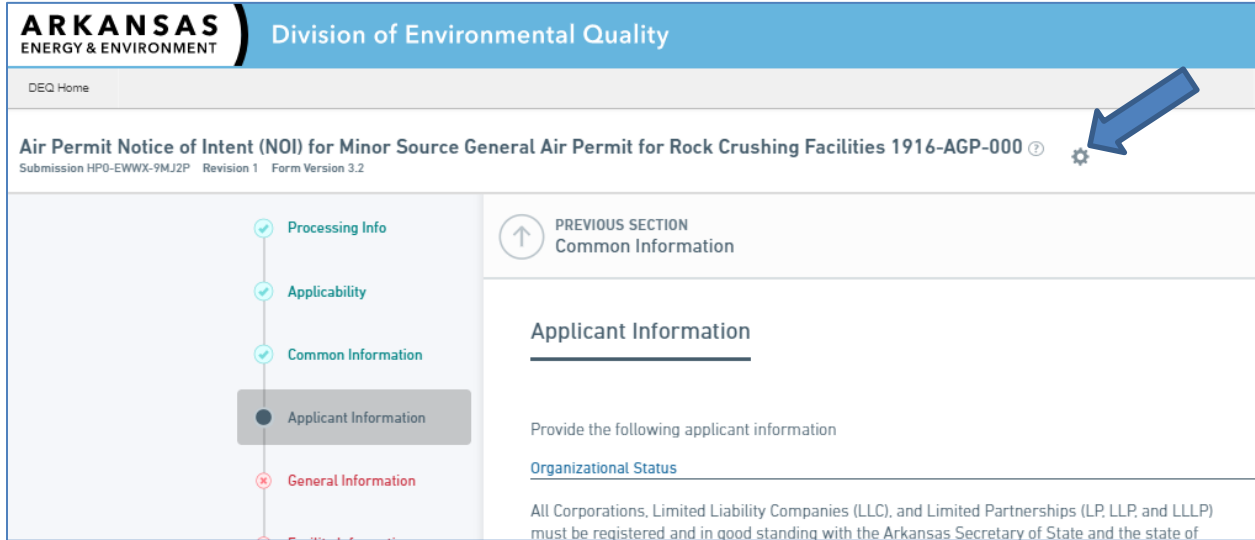 ARKANSAS
ENERGY & ENVIRONMENT
Division of Environmental Quality
DEQ Home
Air Permit Notice of Intent (NOI) for Minor Source General Air Permit for Rock Crushing Facilities 1916-AGP-000 ?
Submission HP0-EWWX-9MJ2P Revision 1 Form Version 3.2
Processing Info
Applicability
Common Information
Applicant Information
General Information
PREVIOUS SECTION
Common Information
Applicant Information
Provide the following applicant information
Organizational Status
All Corporations, Limited Liability Companies (LLC), and Limited Partnerships (LP, LLP, and LLLP)
must be registered and in good standing with the Arkansas Secretary of State and the state of